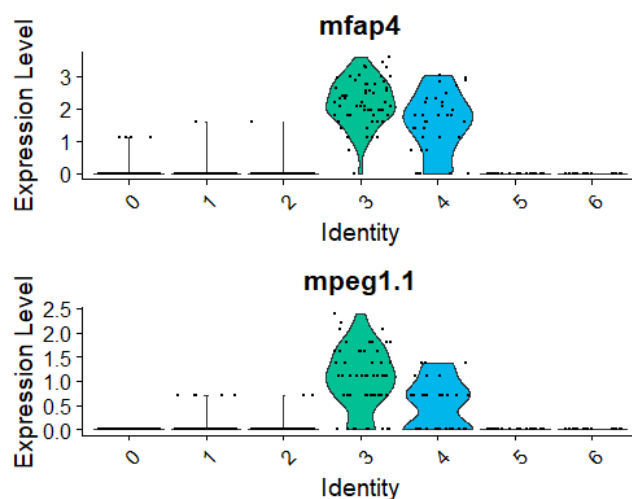 mfap4
Expression Level
3
2
1
0
0 1 2 3 4 5 6
Identity
mpeg1.1
Expression Level
2.5
2.0
1.5
1.0
0.5
0.0
0 1 2 3 4 5 6
Identity